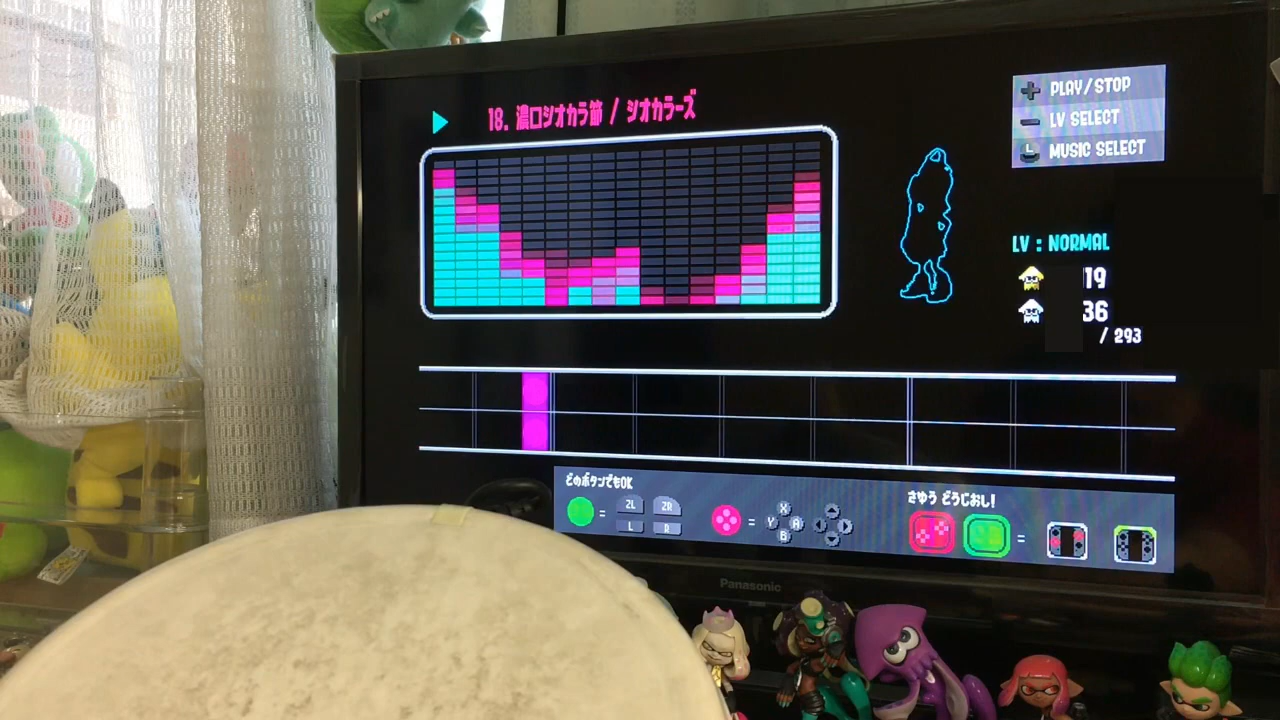 18. 濃口シオカラ節 / シオカラーズ
PLAY/STOP
LV SELECT
L MUSIC SELECT
LV : NORMAL
19
36
/ 293
どのボタンでもOK
= ZL ZR L R
= X Y A B
さゆう どうじおし!
=
Panasonic